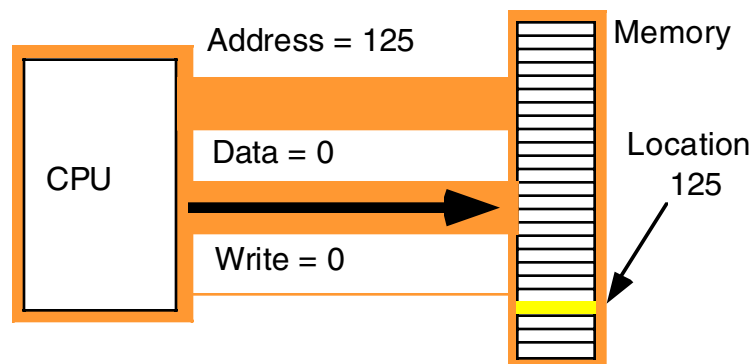 Address = 125
Memory
Data = 0
Location
125
CPU
Write = 0